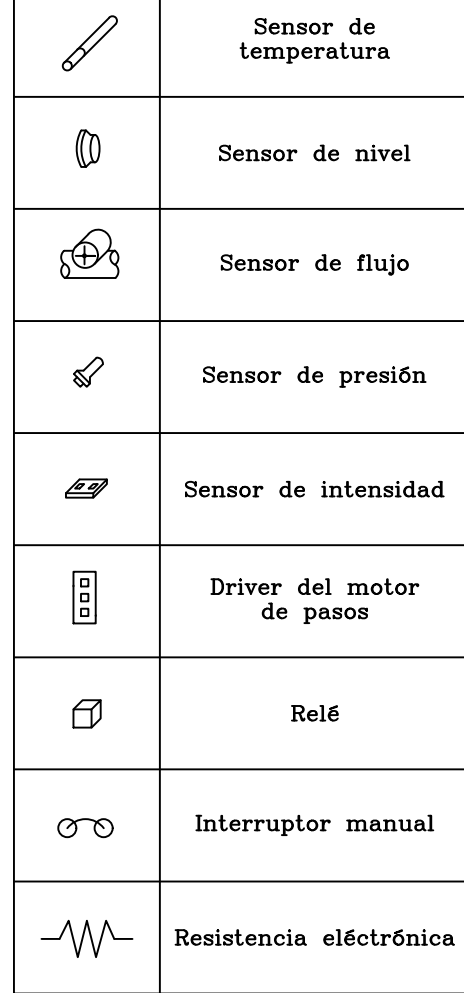 Sensor de
temperatura
Sensor de nivel
Sensor de flujo
Sensor de presión
Sensor de intensidad
Driver del motor
de pasos
Relé
Interruptor manual
Resistencia eléctrónica